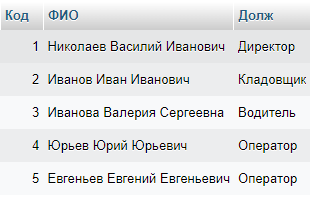 Код ФИО Долж
1 Николаев Василий Иванович Директор
2 Иванов Иван Иванович Кладовщик
3 Иванова Валерия Сергеевна Водитель
4 Юрьев Юрий Юрьевич Оператор
5 Евгеньев Евгений Евгеньевич Оператор